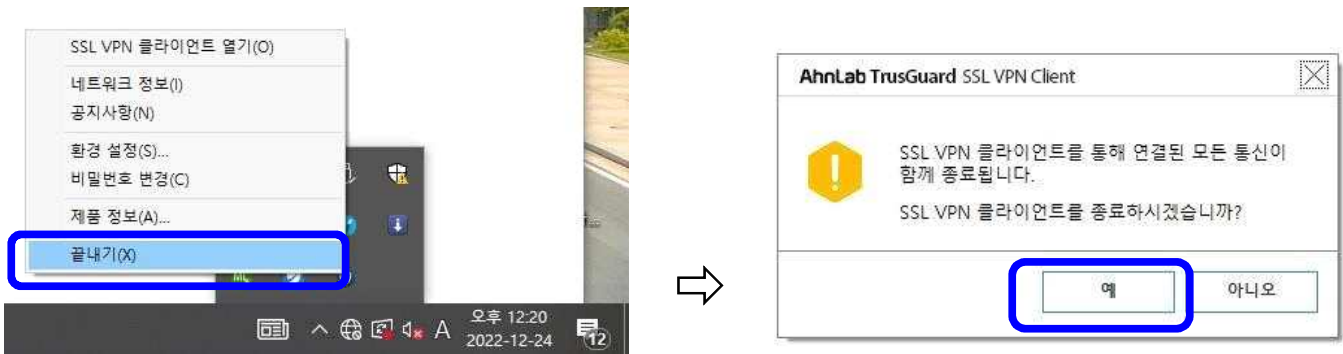 SSL VPN 클라이언트 열기(O)
네트워크 정보(I)
공지사항(N)
환경 설정(S)...
비밀번호 변경(C)
제품 정보(A)...
끝내기(X)
A
오후 12:20
2022-12-24
12
AhnLab TrusGuard SSL VPN Client
SSL VPN 클라이언트를 통해 연결된 모든 통신이
함께 종료됩니다.
SSL VPN 클라이언트를 종료하시겠습니까?
예
아니오